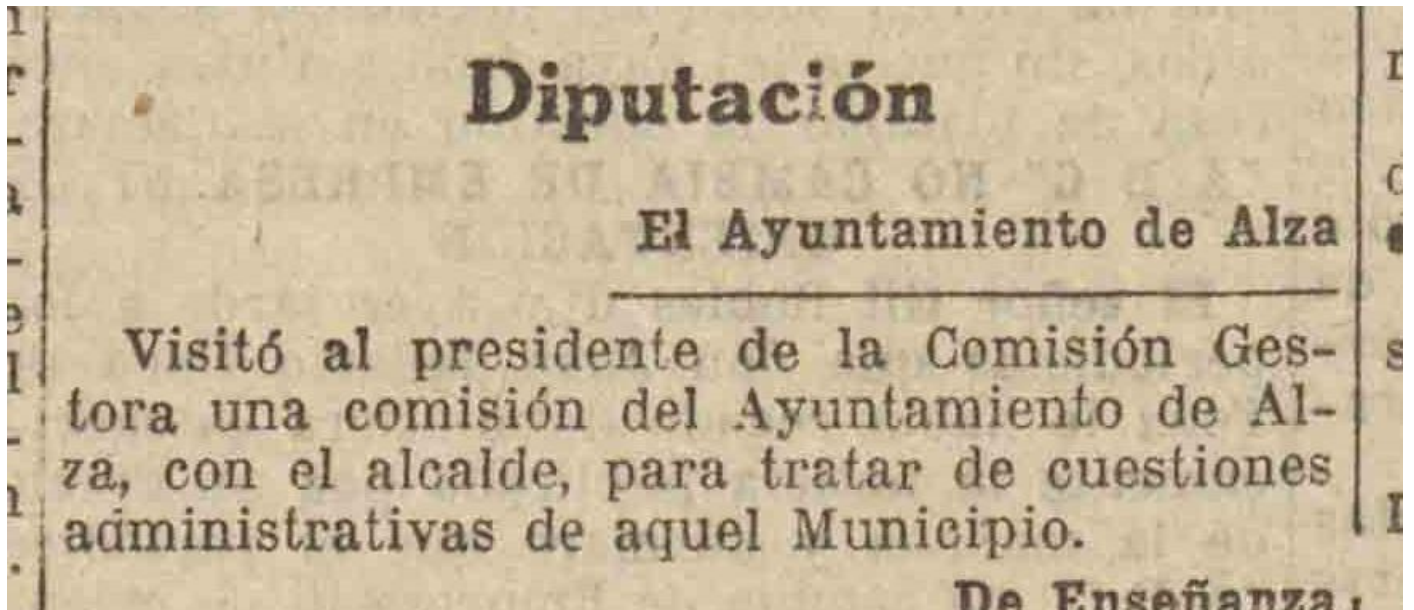 Diputación
El Ayuntamiento de Alza
Visitó al presidente de la Comisión Ges-
tora una comisión del Ayuntamiento de Al-
za, con el alcalde, para tratar de cuestiones
administrativas de aquel Municipio.
De Enseñanza